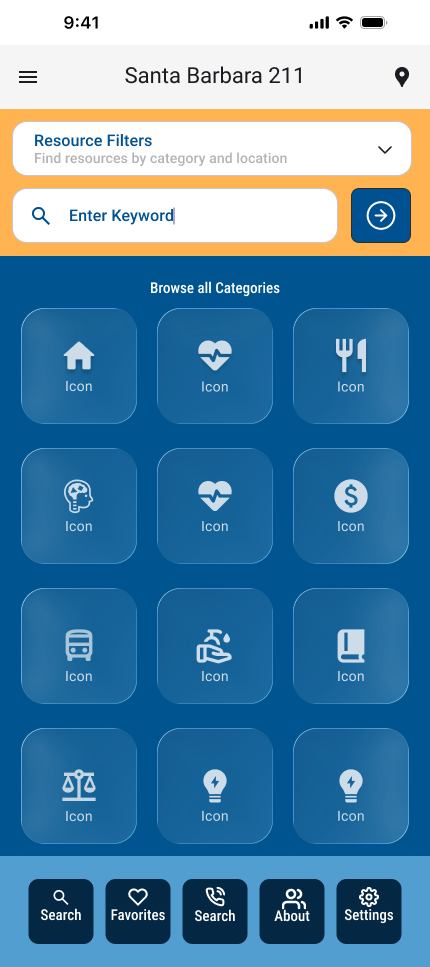 9:41
Santa Barbara 211
Resource Filters
Find resources by category and location
Enter Keyword
Browse all Categories
Icon Icon Icon
Icon Icon Icon
Icon Icon Icon
Icon Icon Icon
Search Favorites Search About Settings